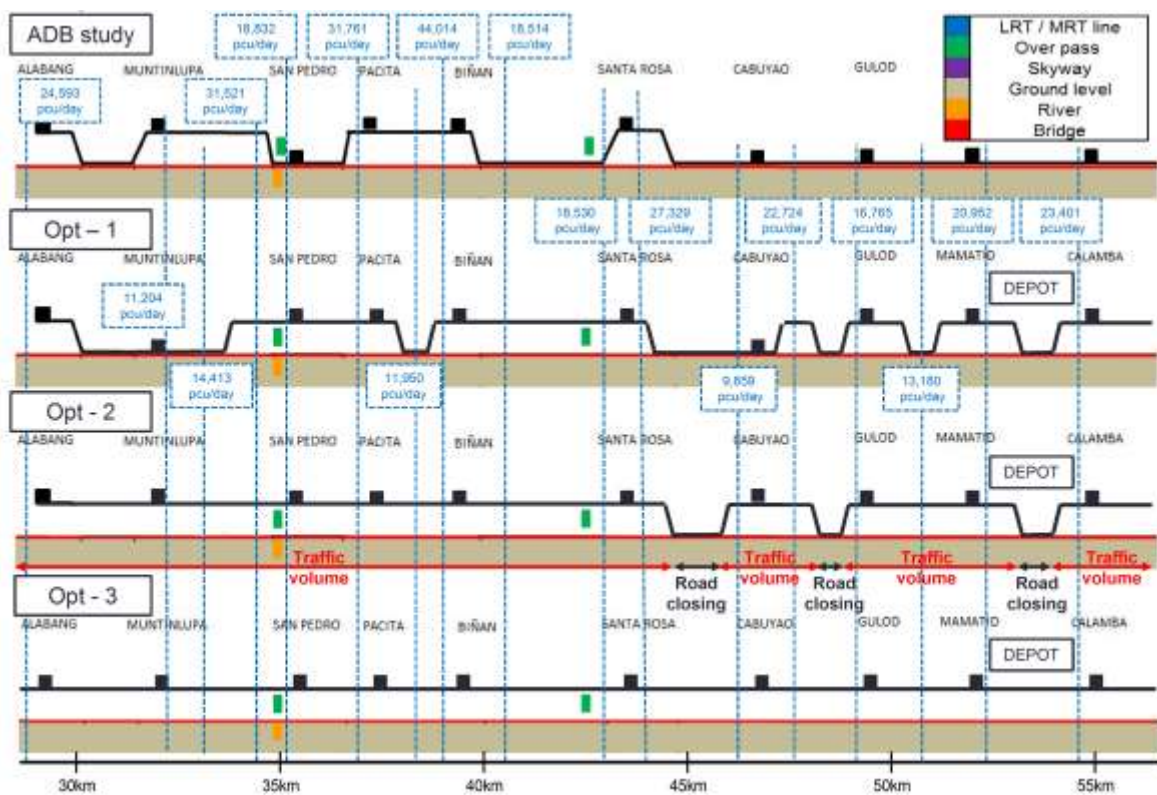 ADB study
18,832
pcu/day
31,761
pcu/day
44,014
pcu/day
18,514
pcu/day
LRT / MRT line
Over pass
Skyway
Ground level
River
Bridge
ALABANG
MUNTINLUPA
SAN PEDRO
PACITA
BIÑAN
SANTA ROSA
CABUYAO
GULOD
24,593
pcu/day
31,521
pcu/day
Opt – 1
18,530
pcu/day
27,329
pcu/day
22,724
pcu/day
16,765
pcu/day
20,952
pcu/day
23,401
pcu/day
ALABANG
MUNTINLUPA
SAN PEDRO
PACITA
BIÑAN
SANTA ROSA
CABUYAO
GULOD
MAMATID
CALAMBA
11,204
pcu/day
DEPOT
14,413
pcu/day
11,950
pcu/day
9,859
pcu/day
13,180
pcu/day
Opt - 2
ALABANG
MUNTINLUPA
SAN PEDRO
PACITA
BIÑAN
SANTA ROSA
CABUYAO
GULOD
MAMATID
CALAMBA
DEPOT
Traffic
volume
Road
closing
Traffic
volume
Road
closing
Traffic
volume
Road
closing
Traffic
volume
Opt - 3
ALABANG
MUNTINLUPA
SAN PEDRO
PACITA
BIÑAN
SANTA ROSA
CABUYAO
GULOD
MAMATID
CALAMBA
DEPOT
30km
35km
40km
45km
50km
55km